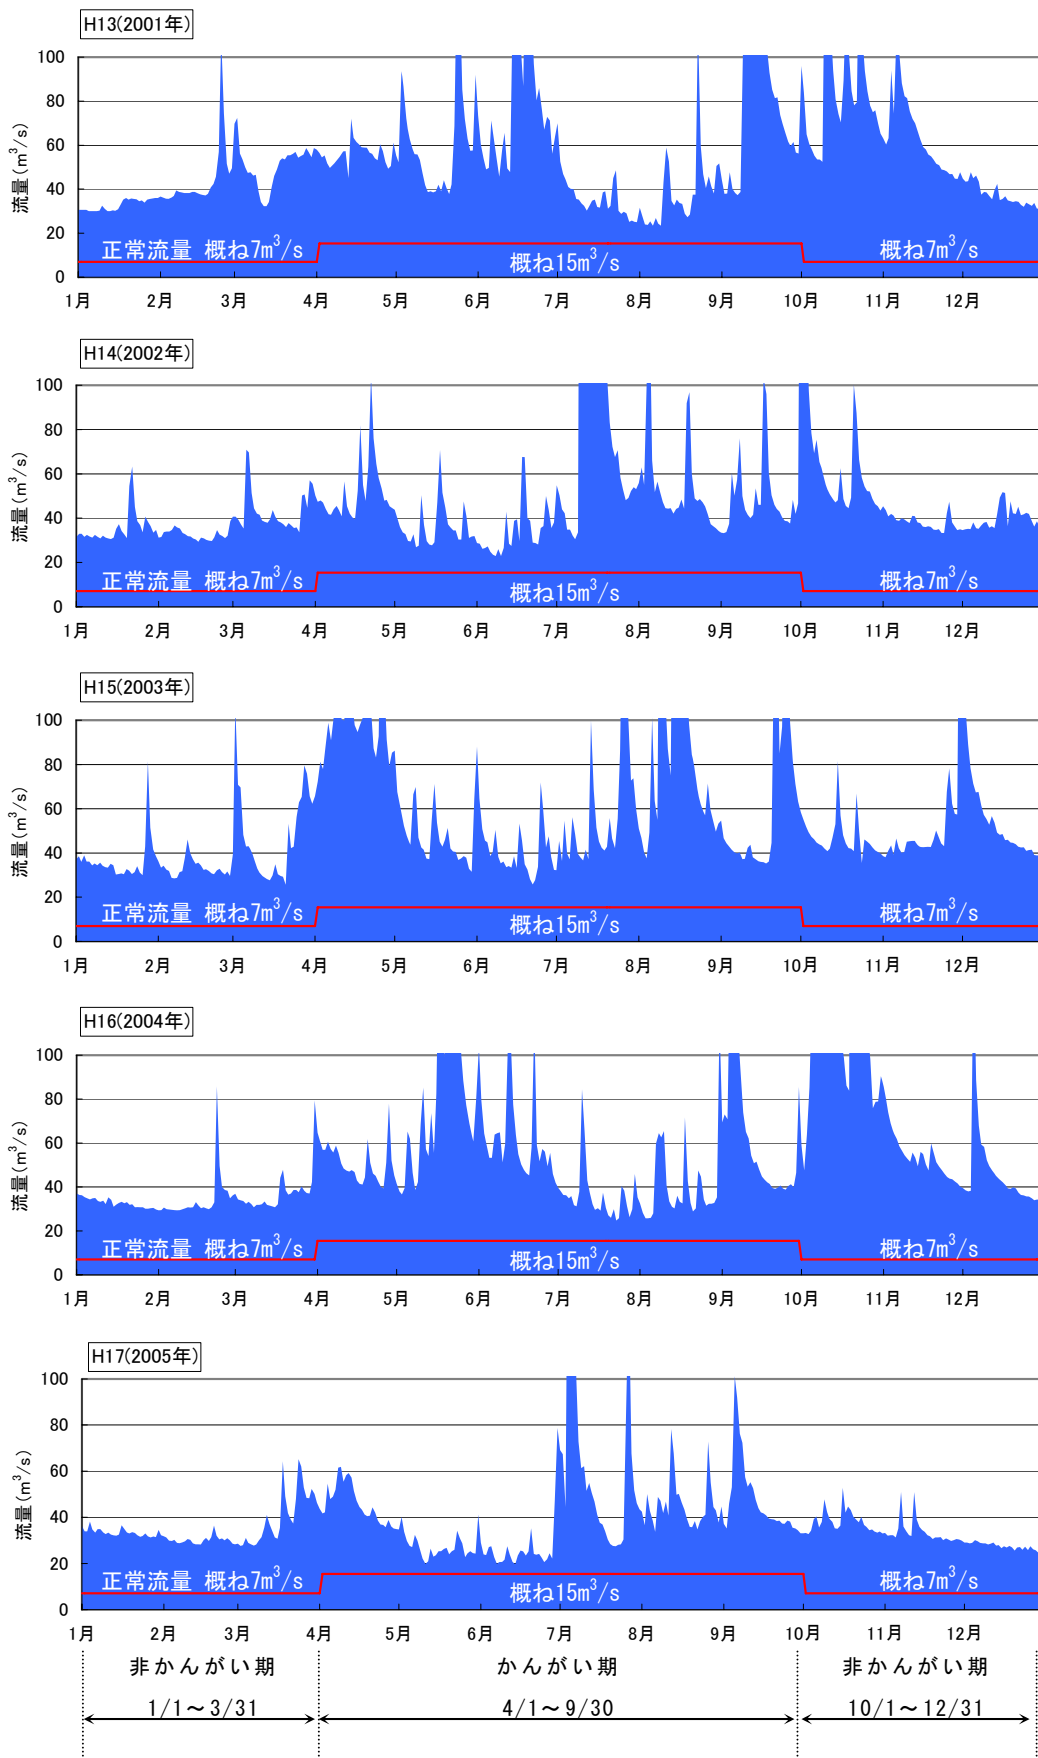 H13(2001年)
100
80
60
40
20
0
流量(m³/s)
正常流量 概ね7m³/s
概ね15m³/s
概ね7m³/s
1月 2月 3月 4月 5月 6月 7月 8月 9月 10月 11月 12月
H14(2002年)
100
80
60
40
20
0
流量(m³/s)
正常流量 概ね7m³/s
概ね15m³/s
概ね7m³/s
1月 2月 3月 4月 5月 6月 7月 8月 9月 10月 11月 12月
H15(2003年)
100
80
60
40
20
0
流量(m³/s)
正常流量 概ね7m³/s
概ね15m³/s
概ね7m³/s
1月 2月 3月 4月 5月 6月 7月 8月 9月 10月 11月 12月
H16(2004年)
100
80
60
40
20
0
流量(m³/s)
正常流量 概ね7m³/s
概ね15m³/s
概ね7m³/s
1月 2月 3月 4月 5月 6月 7月 8月 9月 10月 11月 12月
H17(2005年)
100
80
60
40
20
0
流量(m³/s)
正常流量 概ね7m³/s
概ね15m³/s
概ね7m³/s
1月 2月 3月 4月 5月 6月 7月 8月 9月 10月 11月 12月
非かんがい期 かんがい期 非かんがい期
1/1～3/31 4/1～9/30 10/1～12/31